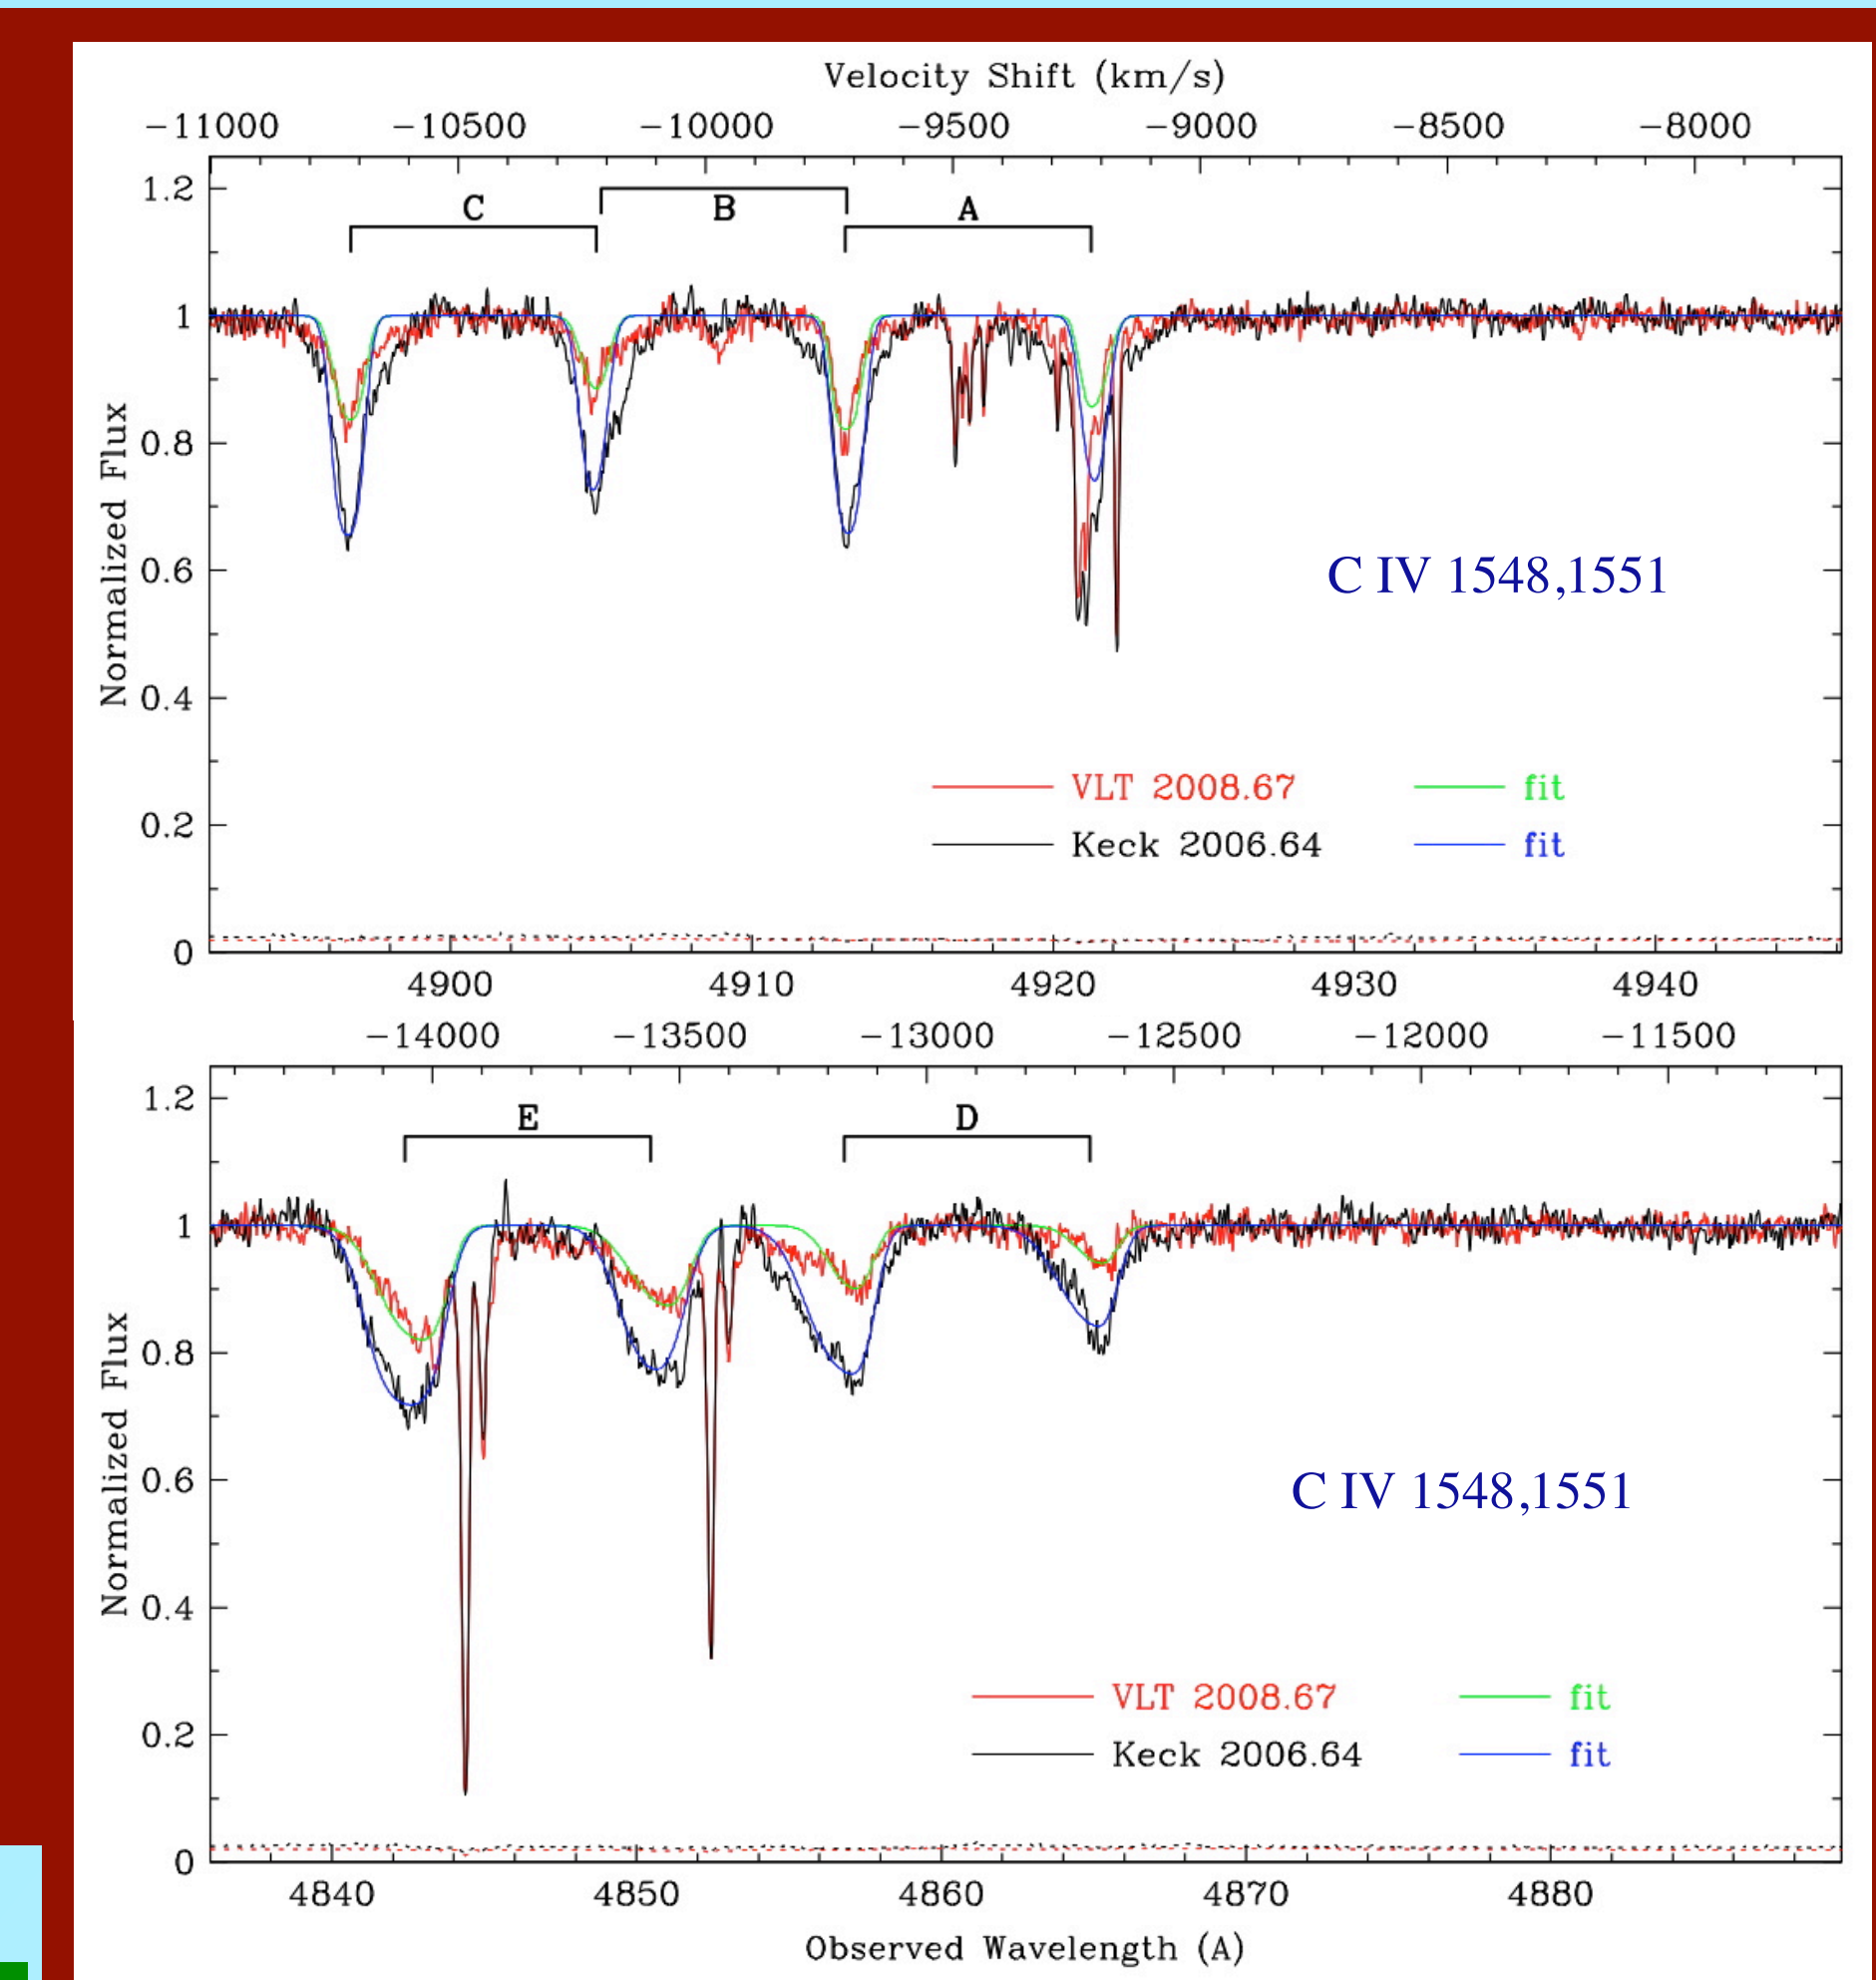 Velocity Shift (km/s)
−11000 −10500 −10000 −9500 −9000 −8500 −8000
1.2
C B A
1
0.8
0.6
C IV 1548,1551
0.4
VLT 2008.67 fit
0.2
Keck 2006.64 fit
0
Normalized Flux
4900 4910 4920 4930 4940
−14000 −13500 −13000 −12500 −12000 −11500
1.2
E D
1
0.8
0.6
C IV 1548,1551
0.4
VLT 2008.67 fit
0.2
Keck 2006.64 fit
0
Normalized Flux
4840 4850 4860 4870 4880
Observed Wavelength (A)